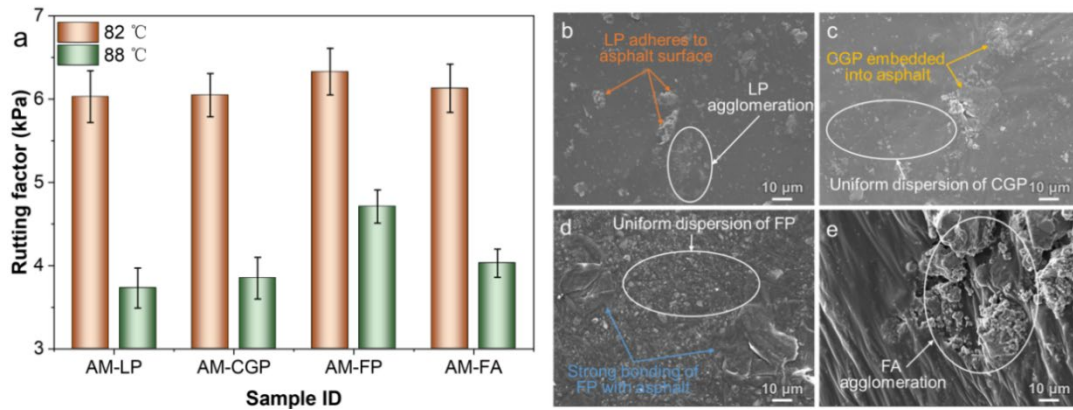 a
82 ℃
88 ℃
7
6
5
4
3
Rutting factor (kPa)
AM-LP
AM-CGP
AM-FP
AM-FA
Sample ID
b
LP adheres to
asphalt surface
LP
agglomeration
10 μm
c
OGP embedded
into asphalt
Uniform dispersion of CGP
10 μm
d
Uniform dispersion of FP
Strong bonding of
FP with asphalt
10 μm
e
FA
agglomeration
10 μm